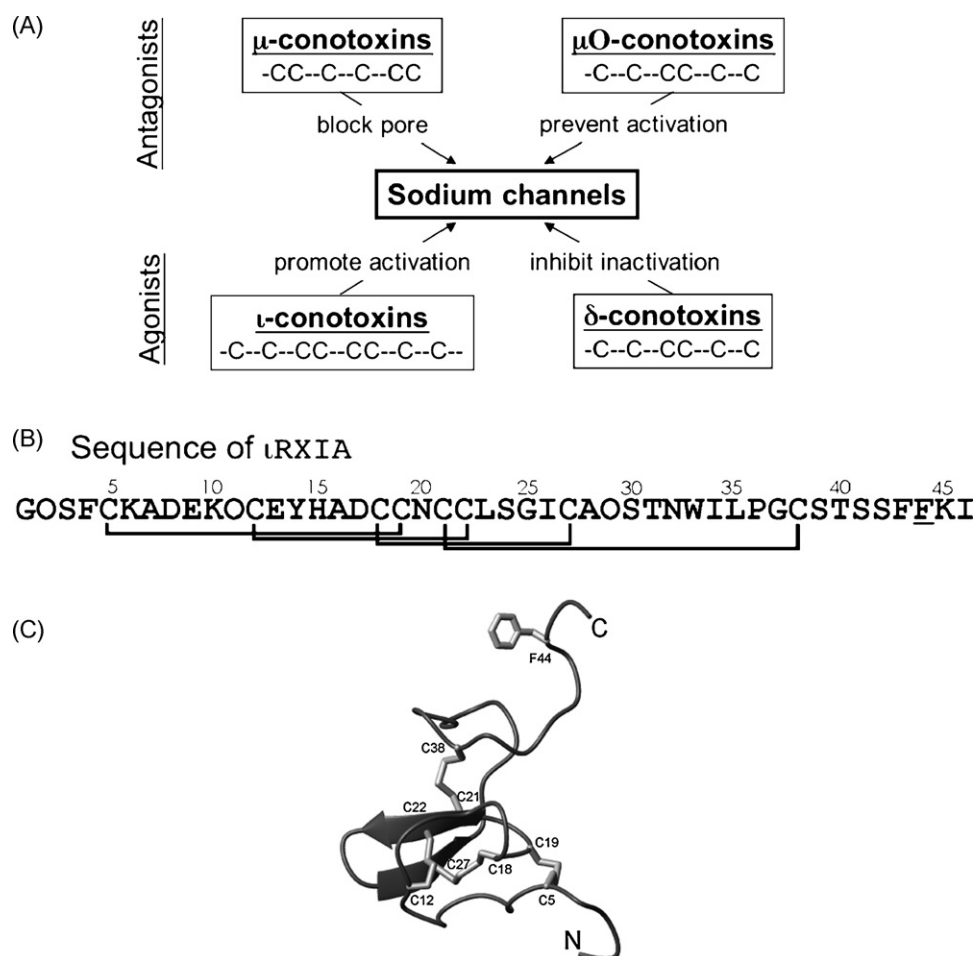 (A)
Antagonists
μ-conotoxins
-CC--C--C--CC
μO-conotoxins
-C--C--CC--C--C
block pore
prevent activation
Sodium channels
Agonists
promote activation
inhibit inactivation
ι-conotoxins
-C--C--CC--CC--C--C--
δ-conotoxins
-C--C--CC--C--C
(B)
Sequence of ιRXIA
5 10 15 20 25 30 35 40 45
GOSFCKADEKOCEYHADCCNCCLSGICAOSTNWILPGCSTSSFFKI
(C)
C
F44
C38
C21
C22
C19
C27
C18
C12
C5
N